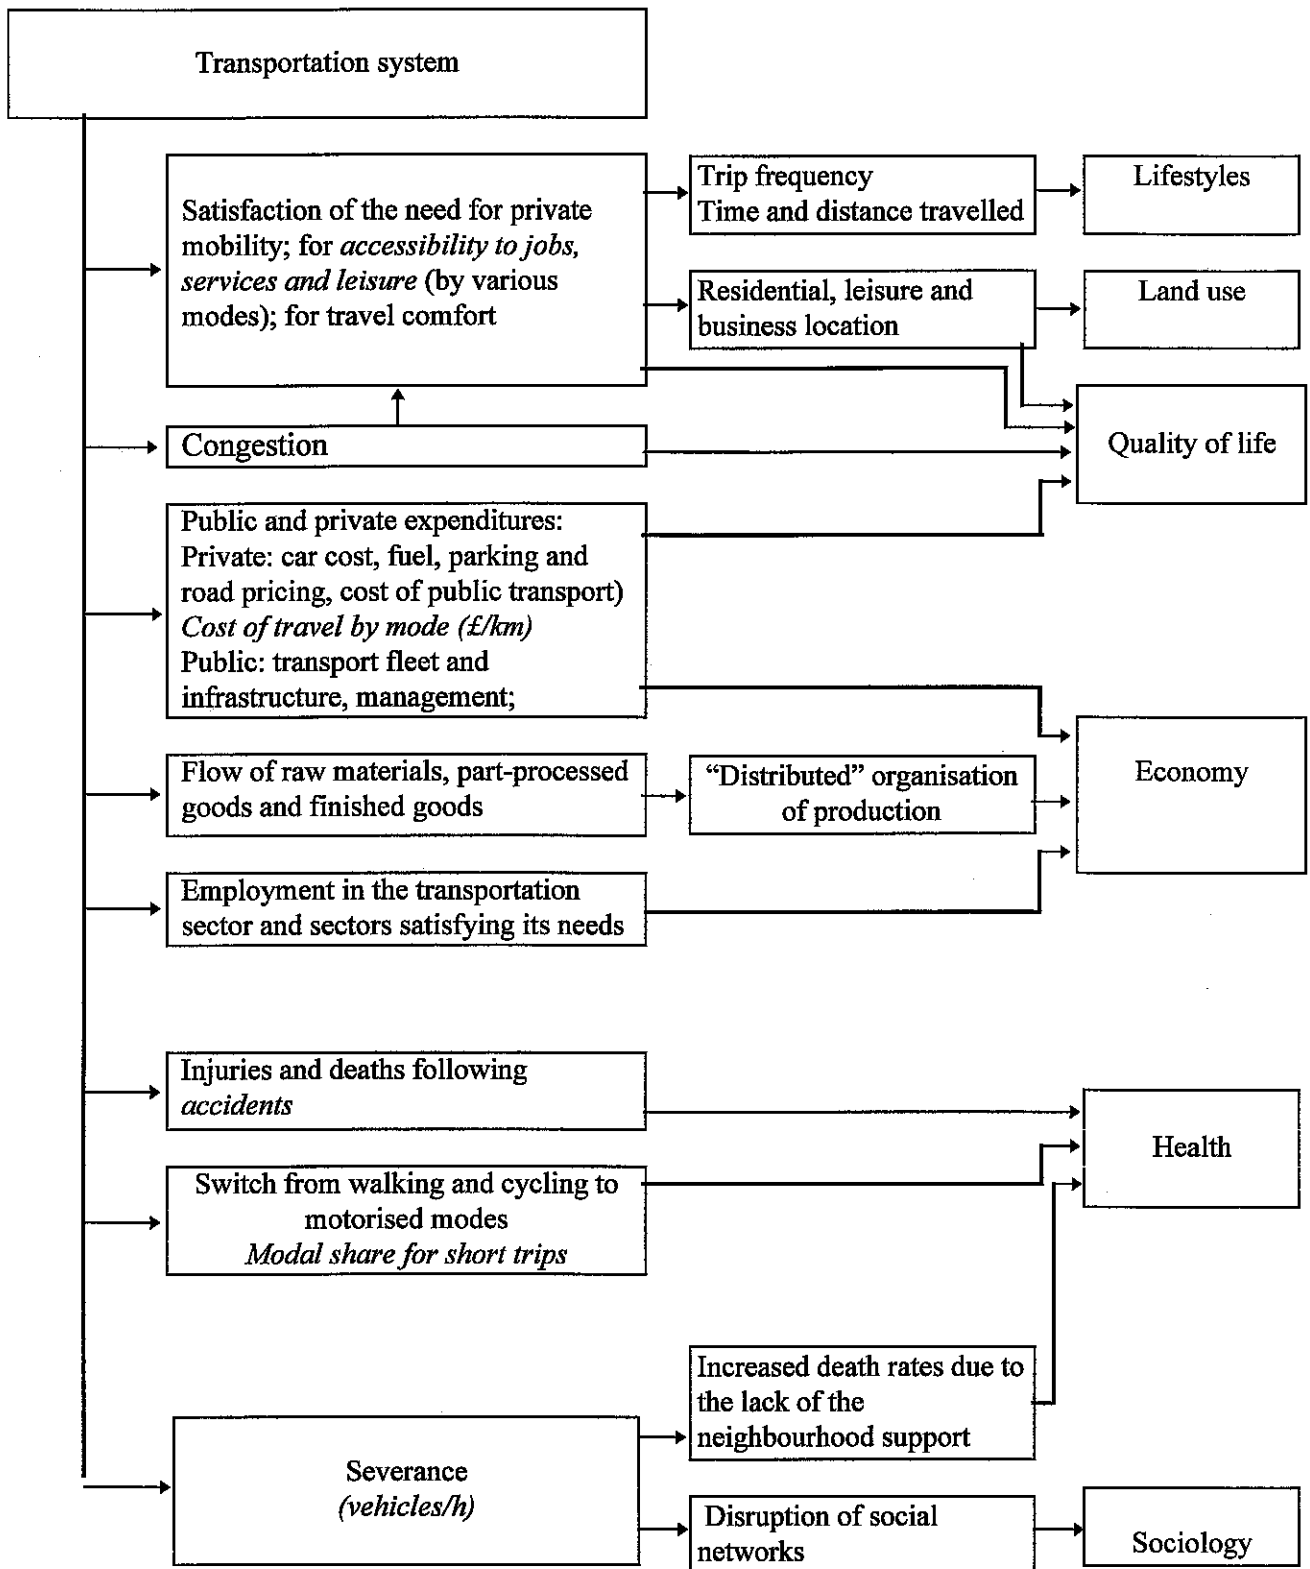 Transportation system
Satisfaction of the need for private
mobility; for accessibility to jobs,
services and leisure (by various
modes); for travel comfort
Trip frequency
Time and distance travelled
Lifestyles
Residential, leisure and
business location
Land use
Congestion
Quality of life
Public and private expenditures:
Private: car cost, fuel, parking and
road pricing, cost of public transport)
Cost of travel by mode (£/km)
Public: transport fleet and
infrastructure, management;
Flow of raw materials, part-processed
goods and finished goods
“Distributed” organisation
of production
Economy
Employment in the transportation
sector and sectors satisfying its needs
Injuries and deaths following
accidents
Health
Switch from walking and cycling to
motorised modes
Modal share for short trips
Increased death rates due to
the lack of the
neighbourhood support
Severance
(vehicles/h)
Disruption of social
networks
Sociology